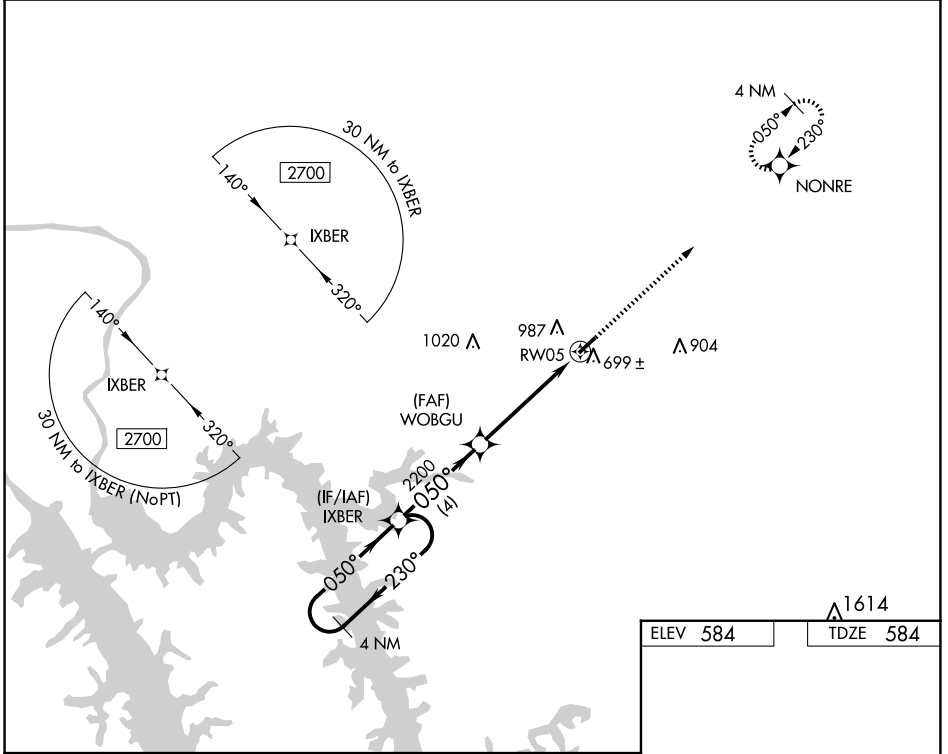 4 NM
050°
230°
NONRE
30 NM to IXBER
2700
140°
IXBER
320°
140°
IXBER
320°
2700
30 NM to IXBER (NoPT)
1020
987
RW05
699 ±
904
(FAF)
WOBGU
2200
050°
(4)
(IF/IAF)
IXBER
050°
230°
4 NM
1614
ELEV 584
TDZE 584